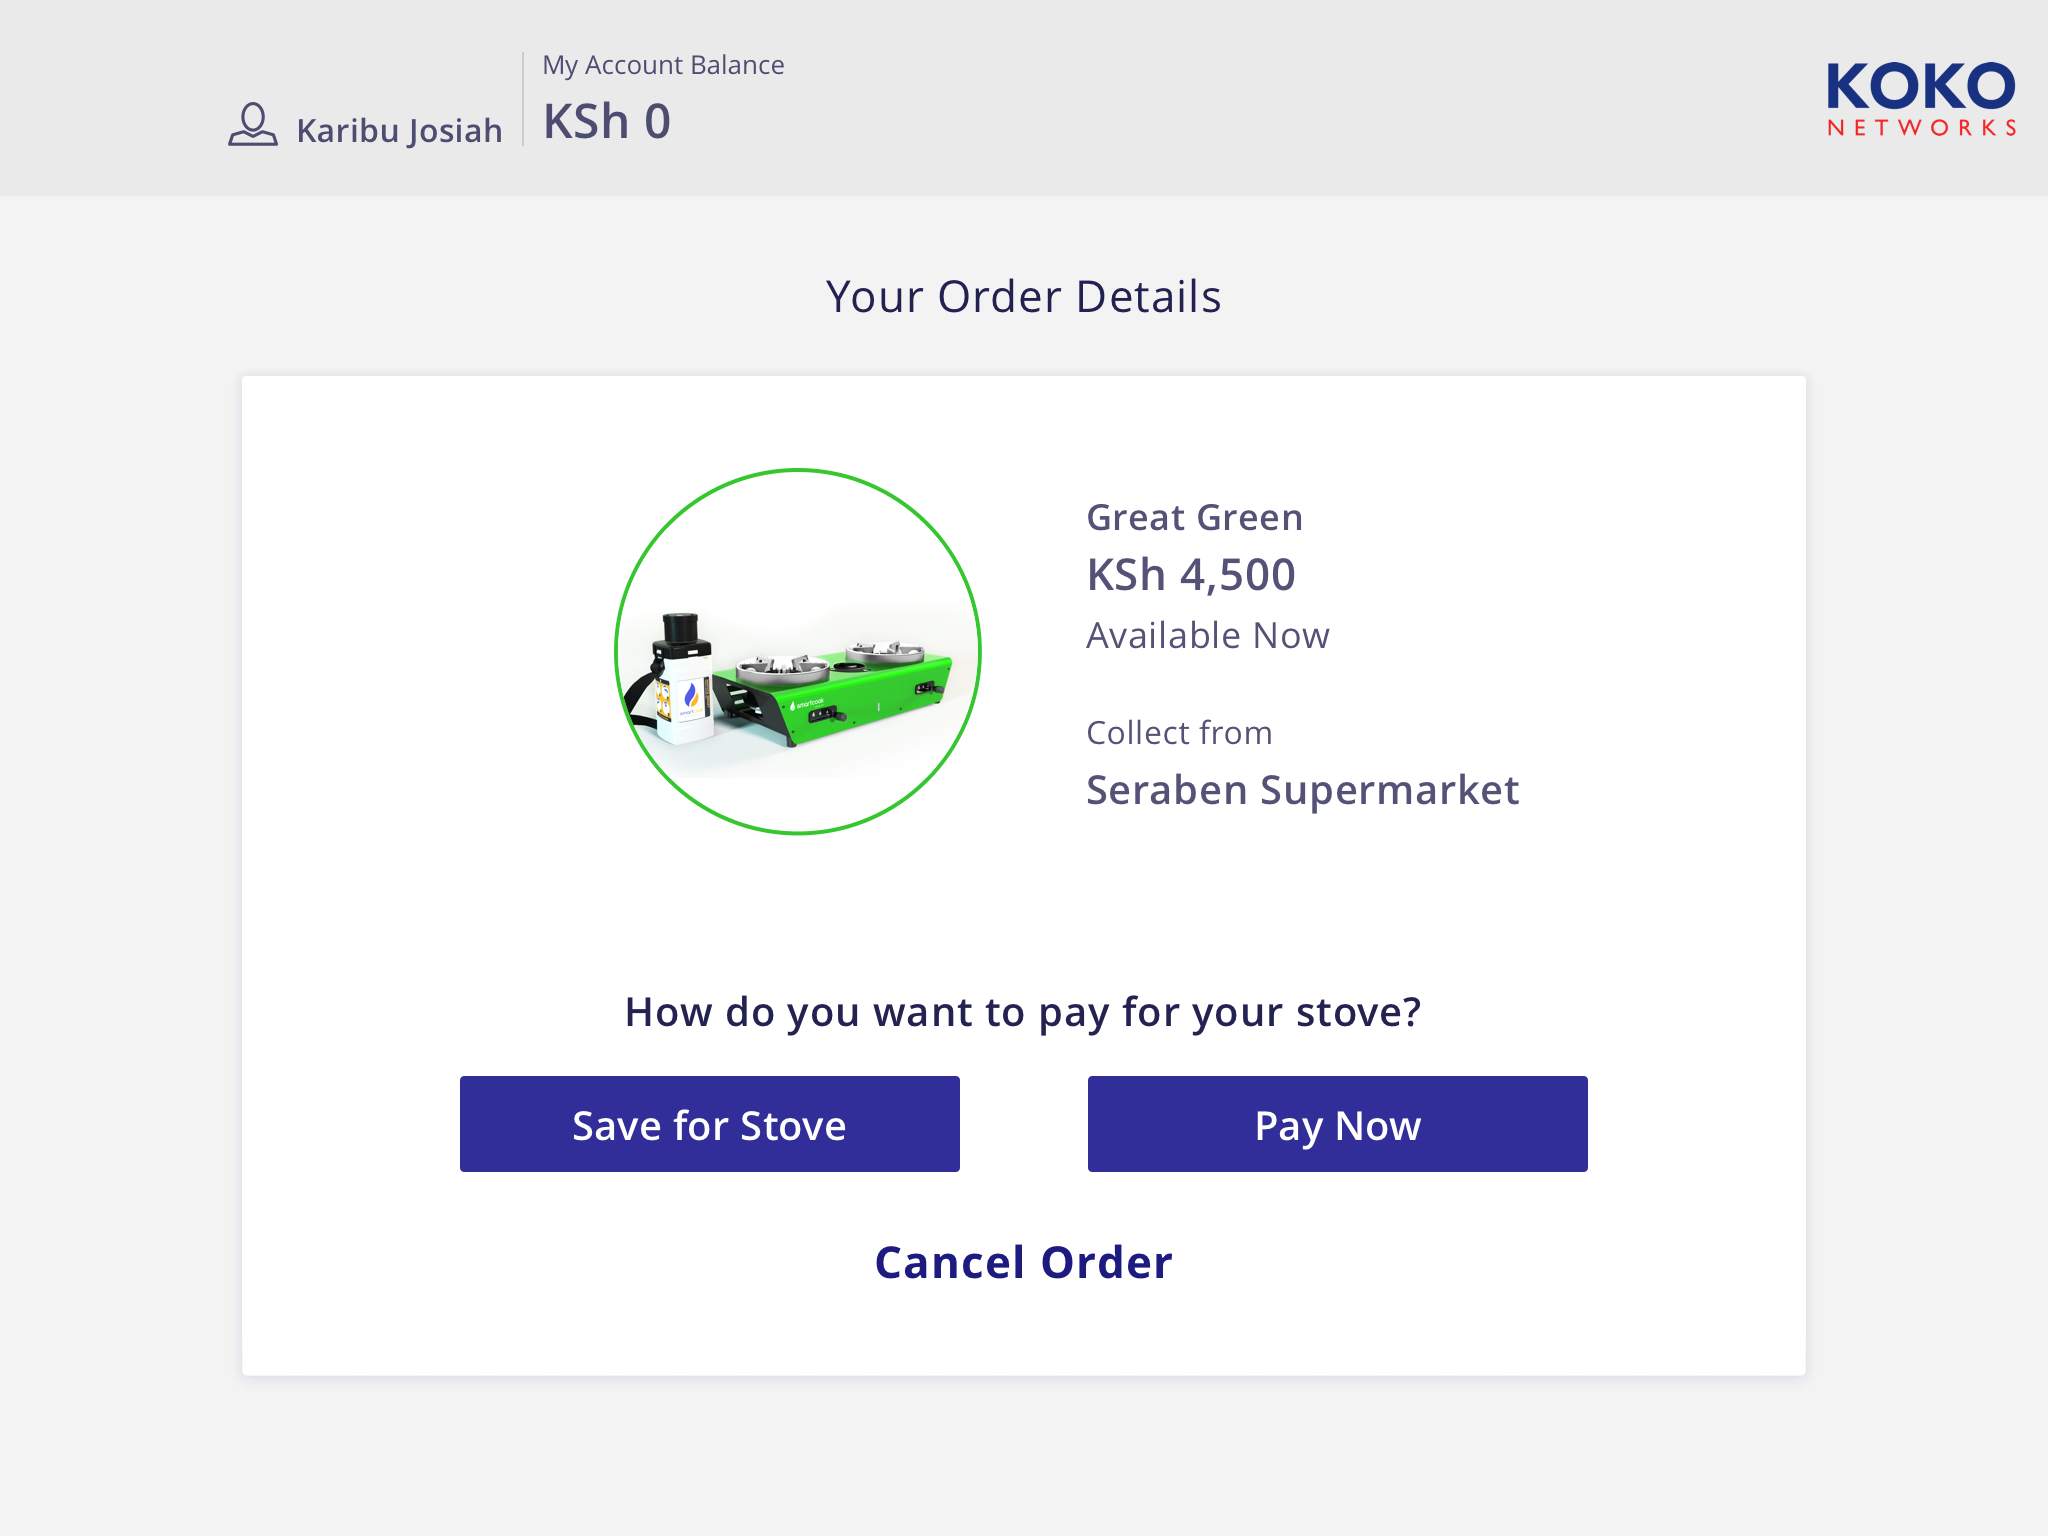 My Account Balance
Karibu Josiah
KSh 0
KOKO
NETWORKS
Your Order Details
Great Green
KSh 4,500
Available Now
smartcook
Collect from
Seraben Supermarket
How do you want to pay for your stove?
Save for Stove
Pay Now
Cancel Order